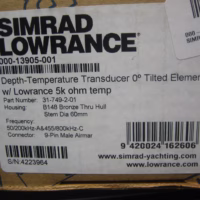 SIMRAD
LOWRANCE®
000-13905-001
Depth-Temperature Transducer 0º Tilted Element
w/ Lowrance 5k ohm temp
Part Number: 31-749-2-01
Housing: B148 Bronze Thru Hull
Stem Dia 60mm
Frequency:
50/200kHz-A&455/800kHz-C
Connector: 9-Pin Male Airmar
S/N:4223964
9 420024 162606
www.simrad-yachting.com
www.lowrance.com